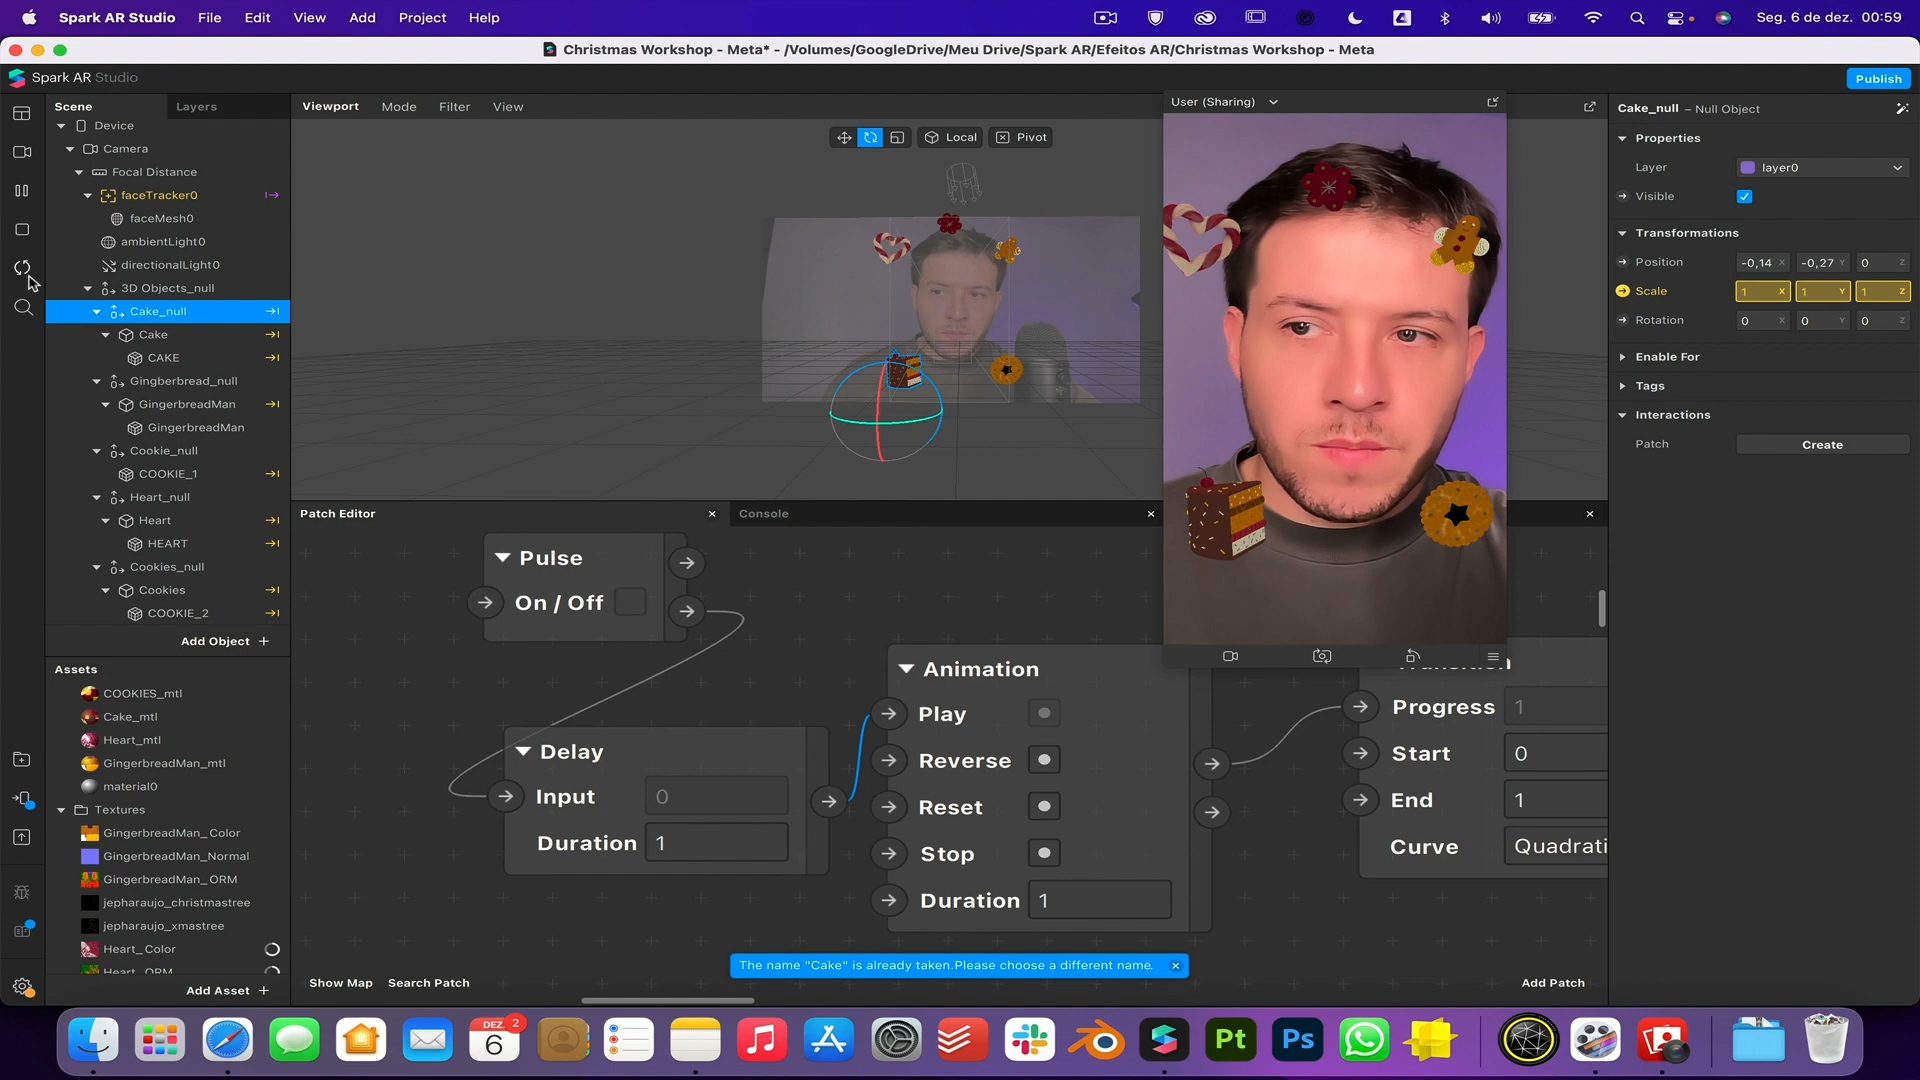 Spark AR Studio File Edit View Add Project Help
Seg. 6 de dez. 00:59
Christmas Workshop - Meta* - /Volumes/GoogleDrive/Meu Drive/Spark AR/Efeitos AR/Christmas Workshop - Meta
Spark AR Studio
Publish
Scene Layers
Device
Camera
Focal Distance
faceTracker0
faceMesh0
ambientLight0
directionalLight0
3D Objects_null
Cake_null
Cake
CAKE
Gingberbread_null
GingerbreadMan
GingerbreadMan
Cookie_null
COOKIE_1
Heart_null
Heart
HEART
Cookies_null
Cookies
COOKIE_2
Add Object +
Assets
COOKIES_mtl
Cake_mtl
Heart_mtl
GingerbreadMan_mtl
material0
Textures
GingerbreadMan_Color
GingerbreadMan_Normal
GingerbreadMan_ORM
jepharaujo_christmastree
jepharaujo_xmastree
Heart_Color
Heart_ORM
Add Asset +
Viewport Mode Filter View
Local Pivot
User (Sharing)
Patch Editor
Console
Pulse
On / Off
Delay
Input 0
Duration 1
Animation
Play
Reverse
Reset
Stop
Duration 1
Transition
Progress 1
Start 0
End 1
Curve Quadrati
The name "Cake" is already taken.Please choose a different name.
Show Map Search Patch
Add Patch
Cake_null – Null Object
Properties
Layer layer0
Visible
Transformations
Position -0,14 X -0,27 Y 0 Z
Scale 1 X 1 Y 1 Z
Rotation 0 X 0 Y 0 Z
Enable For
Tags
Interactions
Patch Create
DEZ. 2
6
Pt
Ps